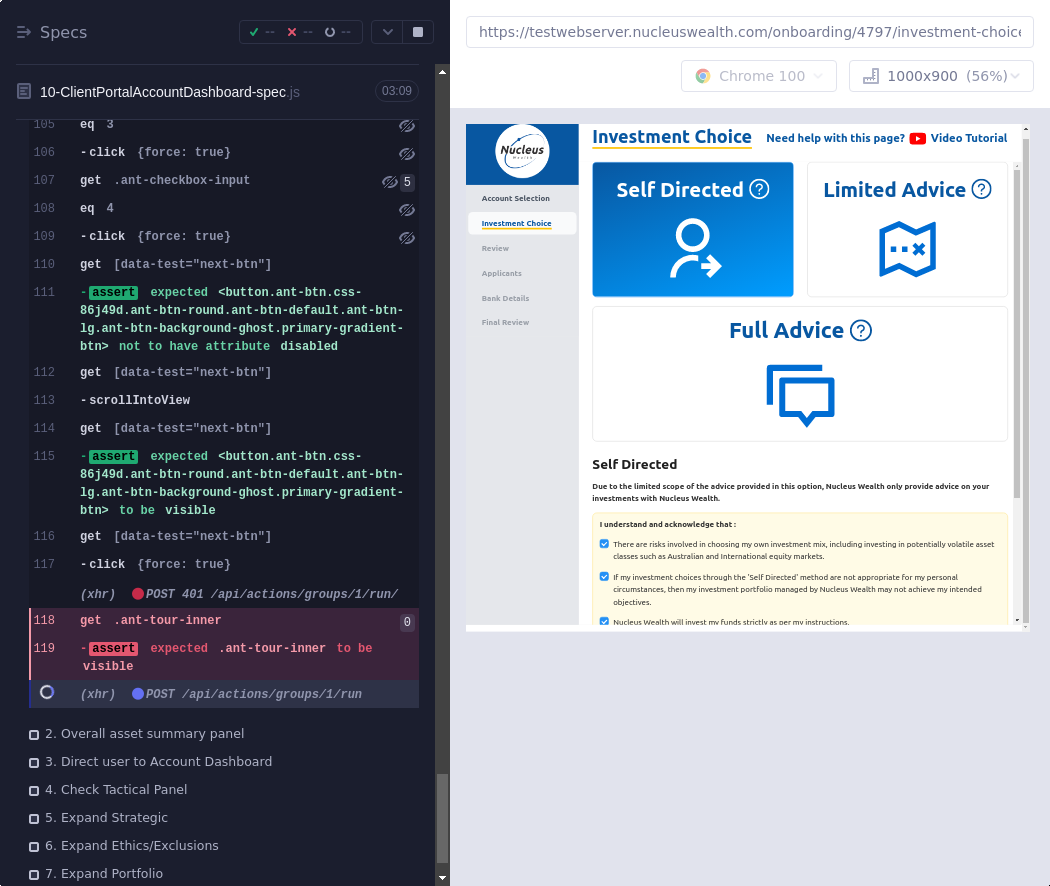 Specs
-- -- --
10-ClientPortalAccountDashboard-spec.js 03:09
105 eq 3
106 -click {force: true}
107 get .ant-checkbox-input 5
108 eq 4
109 -click {force: true}
110 get [data-test="next-btn"]
111 -assert expected <button.ant-btn.css-
86j49d.ant-btn-round.ant-btn-default.ant-btn-
lg.ant-btn-background-ghost.primary-gradient-
btn> not to have attribute disabled
112 get [data-test="next-btn"]
113 -scrollIntoView
114 get [data-test="next-btn"]
115 -assert expected <button.ant-btn.css-
86j49d.ant-btn-round.ant-btn-default.ant-btn-
lg.ant-btn-background-ghost.primary-gradient-
btn> to be visible
116 get [data-test="next-btn"]
117 -click {force: true}
(xhr) POST 401 /api/actions/groups/1/run/
118 get .ant-tour-inner 0
119 -assert expected .ant-tour-inner to be
visible
(xhr) POST /api/actions/groups/1/run
2. Overall asset summary panel
3. Direct user to Account Dashboard
4. Check Tactical Panel
5. Expand Strategic
6. Expand Ethics/Exclusions
7. Expand Portfolio
https://testwebserver.nucleuswealth.com/onboarding/4797/investment-choice
Chrome 100
1000x900 (56%)
Nucleus
Wealth
Account Selection
Investment Choice
Review
Applicants
Bank Details
Final Review
Investment Choice
Need help with this page? Video Tutorial
Self Directed ?
Limited Advice ?
Full Advice ?
Self Directed
Due to the limited scope of the advice provided in this option, Nucleus Wealth only provide advice on your
investments with Nucleus Wealth.
I understand and acknowledge that :
There are risks involved in choosing my own investment mix, including investing in potentially volatile asset
classes such as Australian and International equity markets.
If my investment choices through the 'Self Directed' method are not appropriate for my personal
circumstances, then my investment portfolio managed by Nucleus Wealth may not achieve my intended
objectives.
Nucleus Wealth will invest my funds strictly as per my instructions.